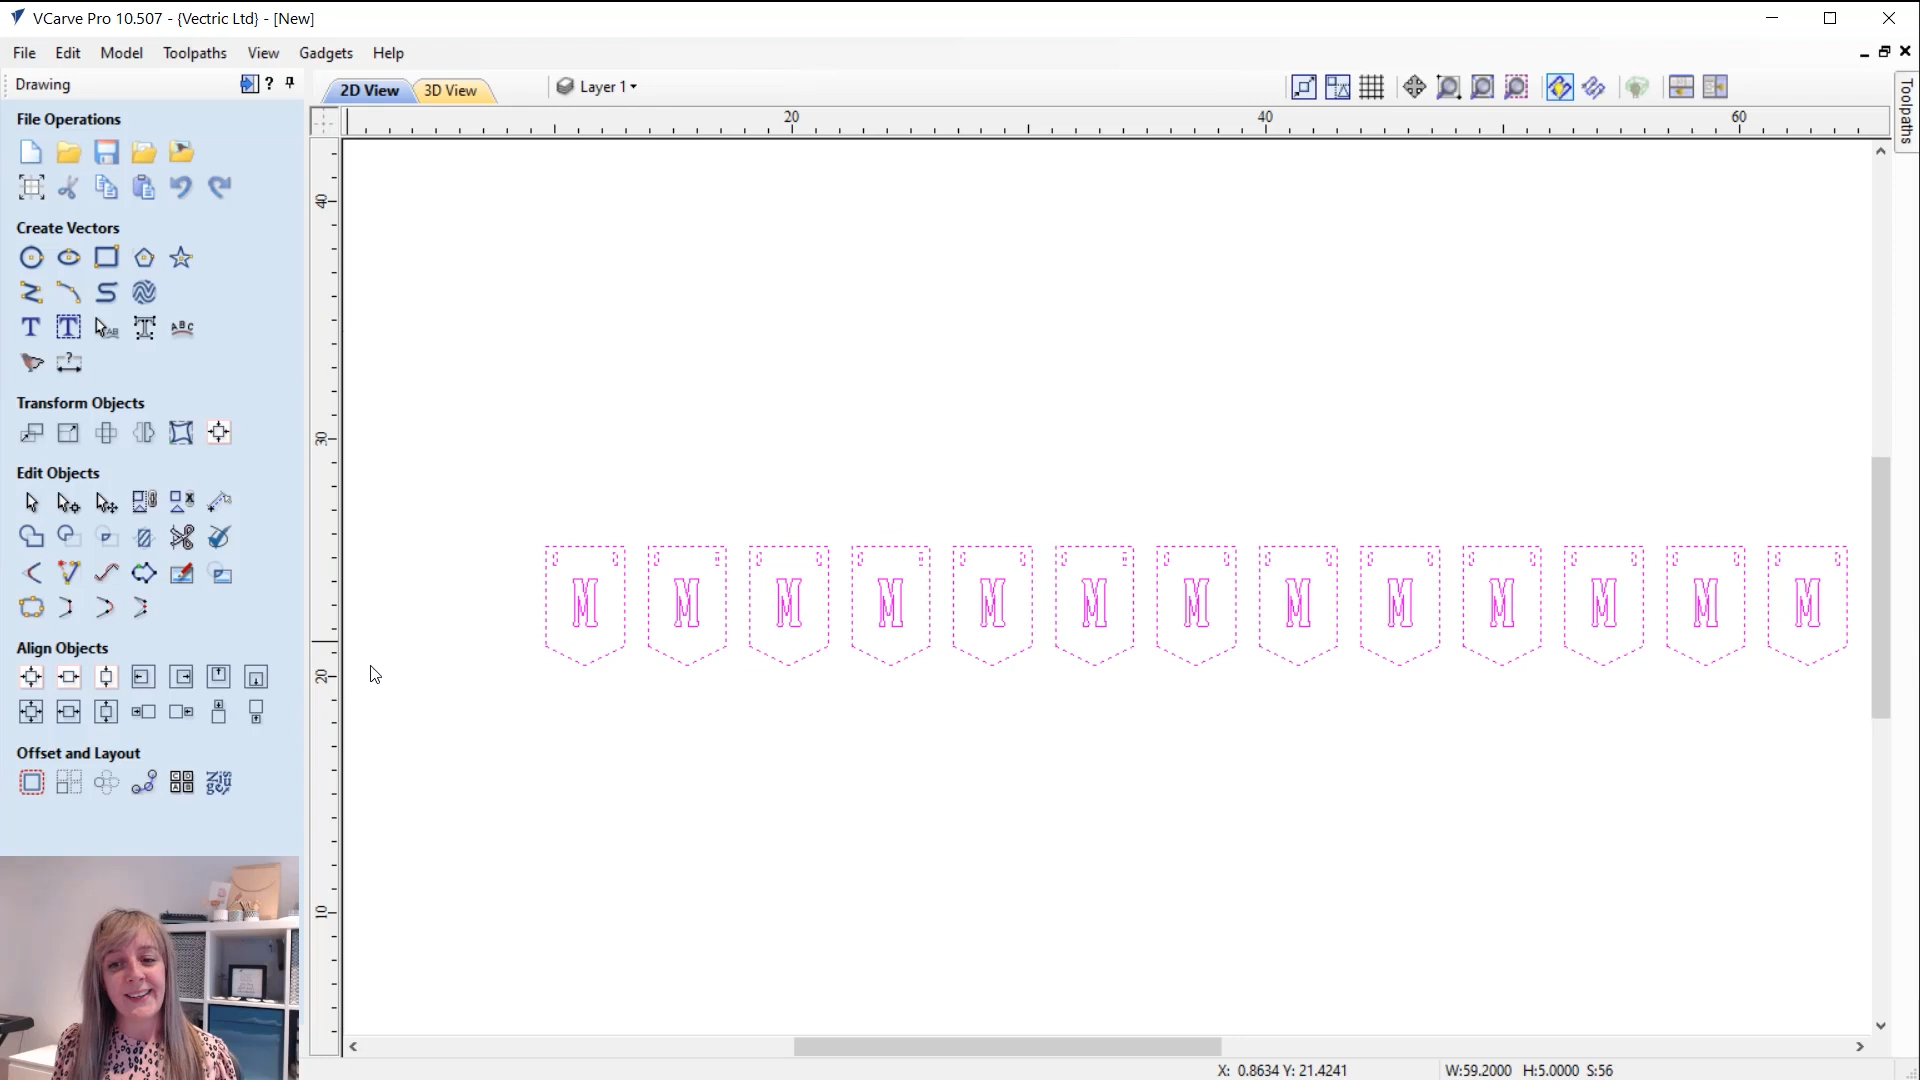 VCarve Pro 10.507 - {Vectric Ltd} - [New]
File Edit Model Toolpaths View Gadgets Help
Drawing
2D View 3D View Layer 1
File Operations
Create Vectors
Transform Objects
Edit Objects
Align Objects
Offset and Layout
Toolpaths
20 40 60
40
30
20
10
M M M M M M M M M M M M M
X: 0.8634 Y: 21.4241 W:59.2000 H:5.0000 S:56